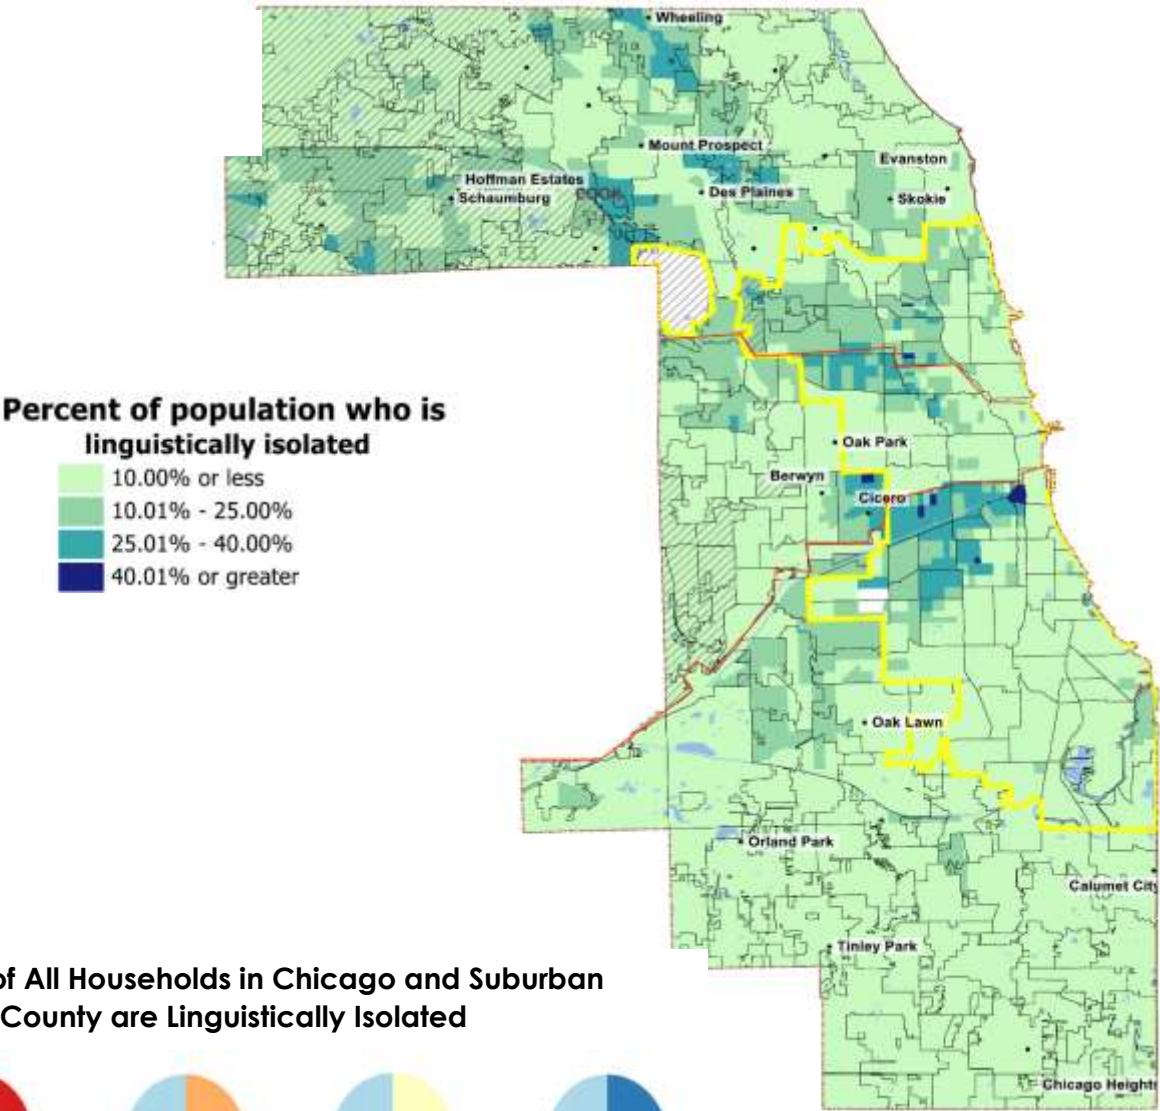 Wheeling
Mount Prospect
Evanston
Hoffman Estates
COOK
Schaumburg
Des Plaines
Skokie
Percent of population who is
linguistically isolated
10.00% or less
10.01% - 25.00%
25.01% - 40.00%
40.01% or greater
Oak Park
Berwyn
Cicero
Oak Lawn
Orland Park
Calumet City
Tinley Park
of All Households in Chicago and Suburban
County are Linguistically Isolated
Chicago Heights